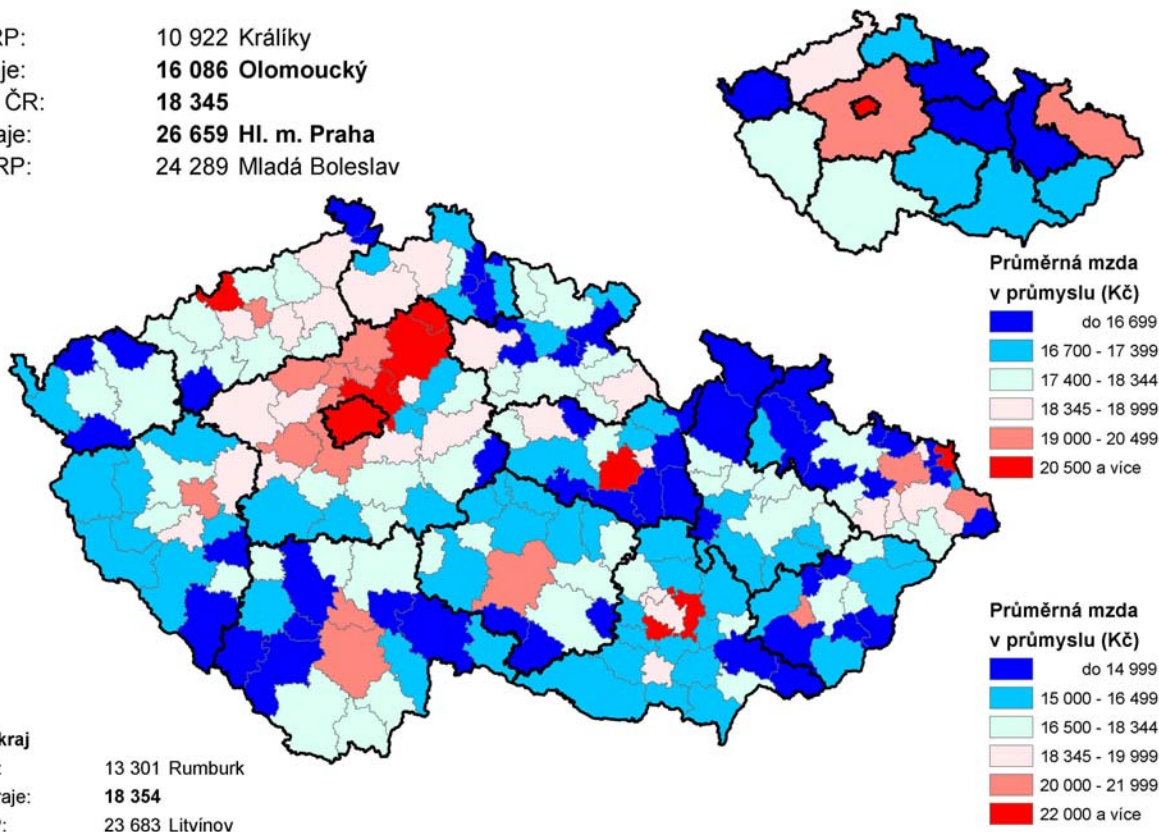 RP: 10 922 Králíky
je: 16 086 Olomoucký
ČR: 18 345
aje: 26 659 Hl. m. Praha
RP: 24 289 Mladá Boleslav
Průměrná mzda
v průmyslu (Kč)
do 16 699
16 700 - 17 399
17 400 - 18 344
18 345 - 18 999
19 000 - 20 499
20 500 a více
Průměrná mzda
v průmyslu (Kč)
do 14 999
15 000 - 16 499
16 500 - 18 344
18 345 - 19 999
20 000 - 21 999
22 000 a více
kraj
: 13 301 Rumburk
raje: 18 354
: 23 683 Litvínov